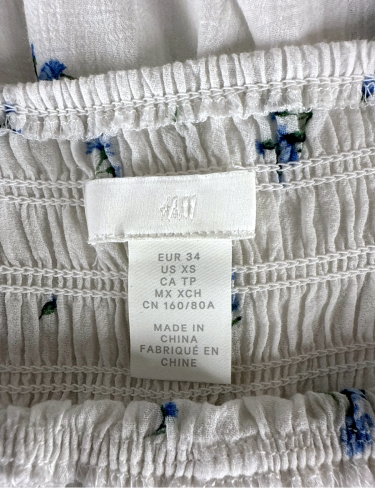 H&M
EUR 34
US XS
CA TP
MX XCH
CN 160/80A
MADE IN
CHINA
FABRIQUÉ EN
CHINE